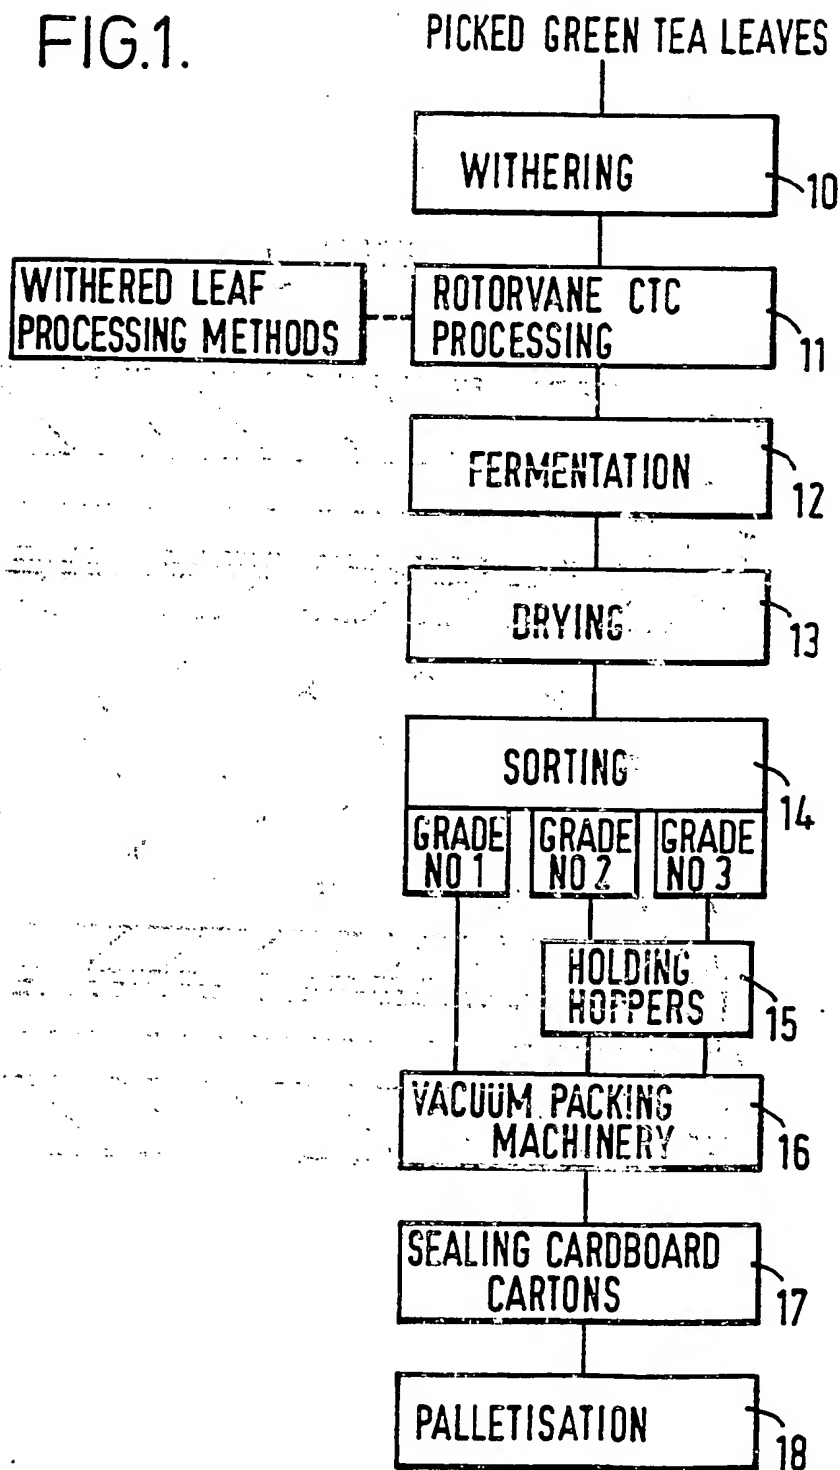 FIG.1.
PICKED GREEN TEA LEAVES
WITHERING
10
WITHERED LEAF
PROCESSING METHODS
ROTORVANE CTC
PROCESSING
11
FERMENTATION
12
DRYING
13
SORTING
14
GRADE
NO 1
GRADE
NO 2
GRADE
NO 3
HOLDING
HOPPERS
15
VACUUM PACKING
MACHINERY
16
SEALING CARDBOARD
CARTONS
17
PALLETISATION
18